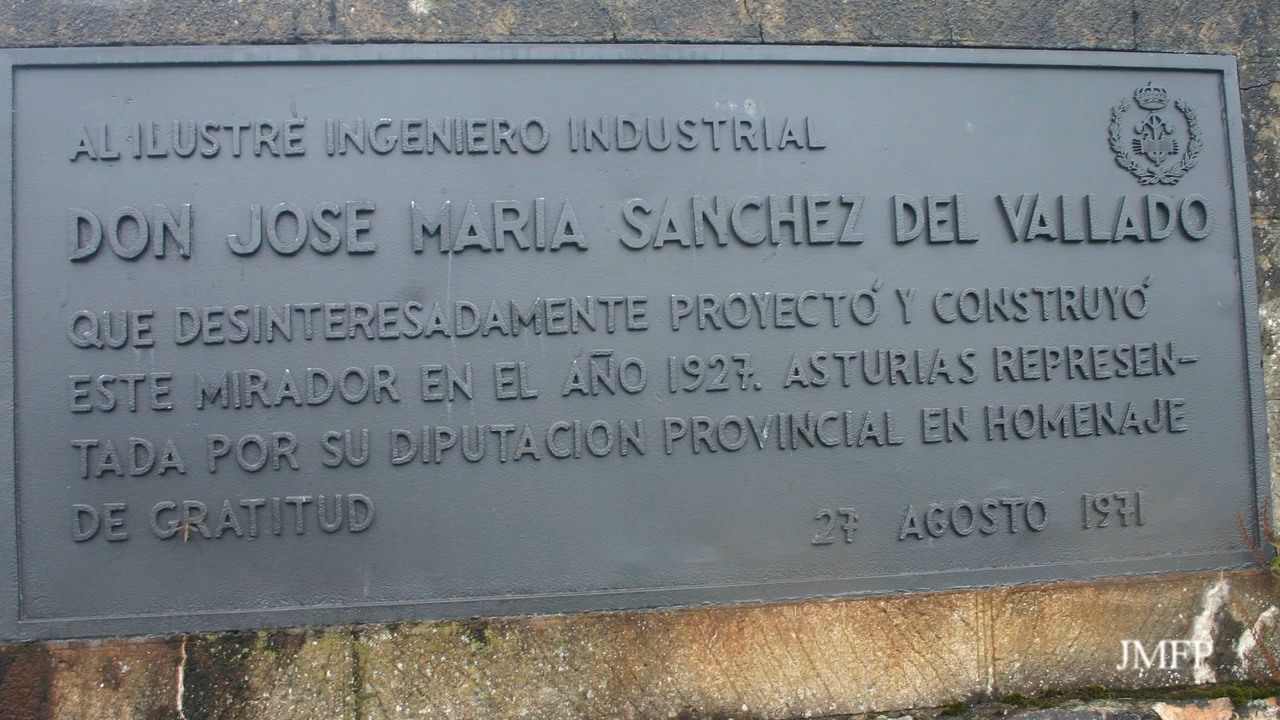 AL ILUSTRE INGENIERO INDUSTRIAL
DON JOSE MARIA SANCHEZ DEL VALLADO
QUE DESINTERESADAMENTE PROYECTÓ Y CONSTRUYÓ
ESTE MIRADOR EN EL AÑO 1927. ASTURIAS REPRESEN-
TADA POR SU DIPUTACION PROVINCIAL EN HOMENAJE
DE GRATITUD 27 AGOSTO 1971
JMFP